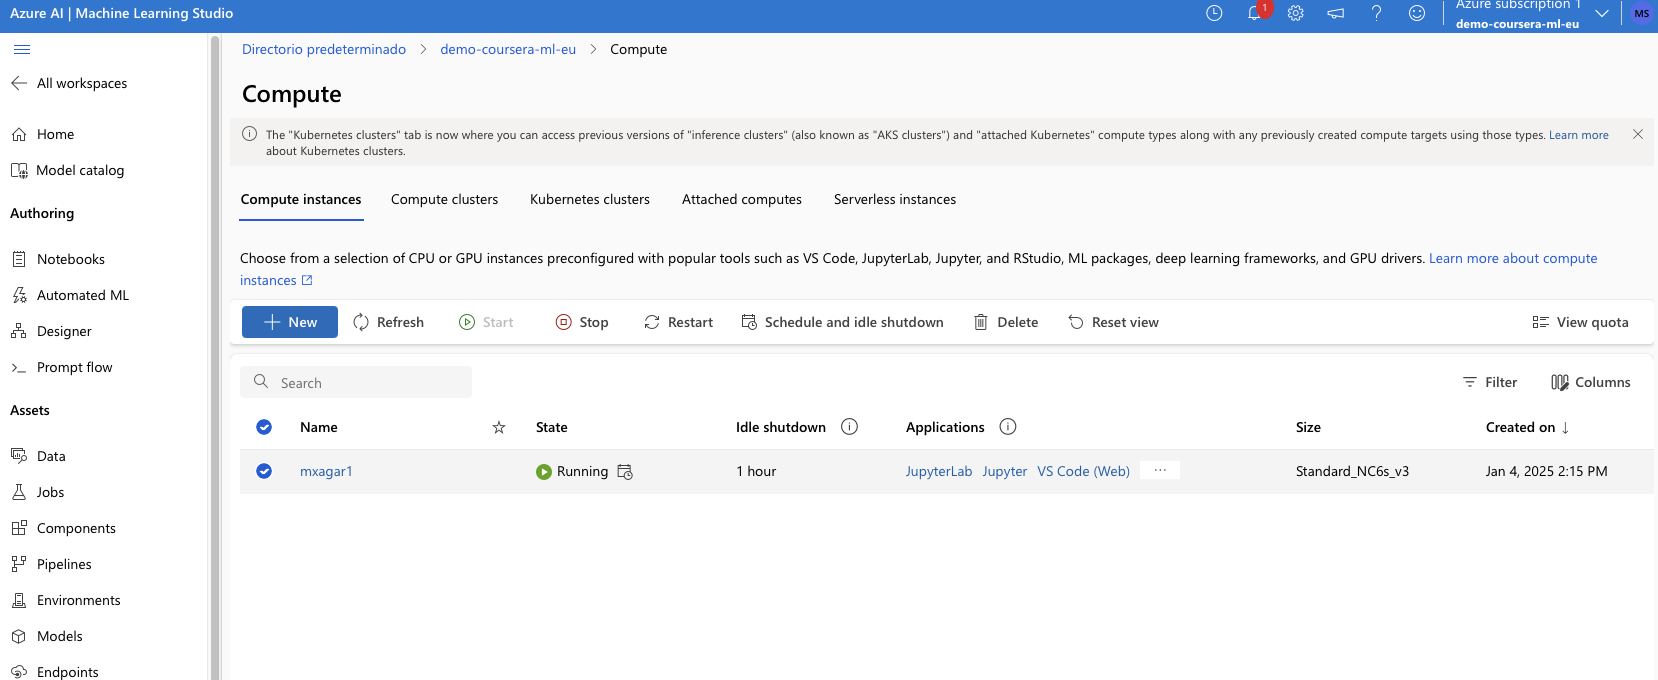 Azure AI | Machine Learning Studio
1
Azure subscription 1
demo-coursera-ml-eu
MS
All workspaces
Home
Model catalog
Authoring
Notebooks
Automated ML
Designer
Prompt flow
Assets
Data
Jobs
Components
Pipelines
Environments
Models
Endpoints
Directorio predeterminado > demo-coursera-ml-eu > Compute
Compute
The "Kubernetes clusters" tab is now where you can access previous versions of "inference clusters" (also known as "AKS clusters") and "attached Kubernetes" compute types along with any previously created compute targets using those types. Learn more
about Kubernetes clusters.
Compute instances Compute clusters Kubernetes clusters Attached computes Serverless instances
Choose from a selection of CPU or GPU instances preconfigured with popular tools such as VS Code, JupyterLab, Jupyter, and RStudio, ML packages, deep learning frameworks, and GPU drivers. Learn more about compute
instances
New Refresh Start Stop Restart Schedule and idle shutdown Delete Reset view View quota
Search Filter Columns
Name State Idle shutdown Applications Size Created on ↓
mxagar1 Running 1 hour JupyterLab Jupyter VS Code (Web) ... Standard_NC6s_v3 Jan 4, 2025 2:15 PM